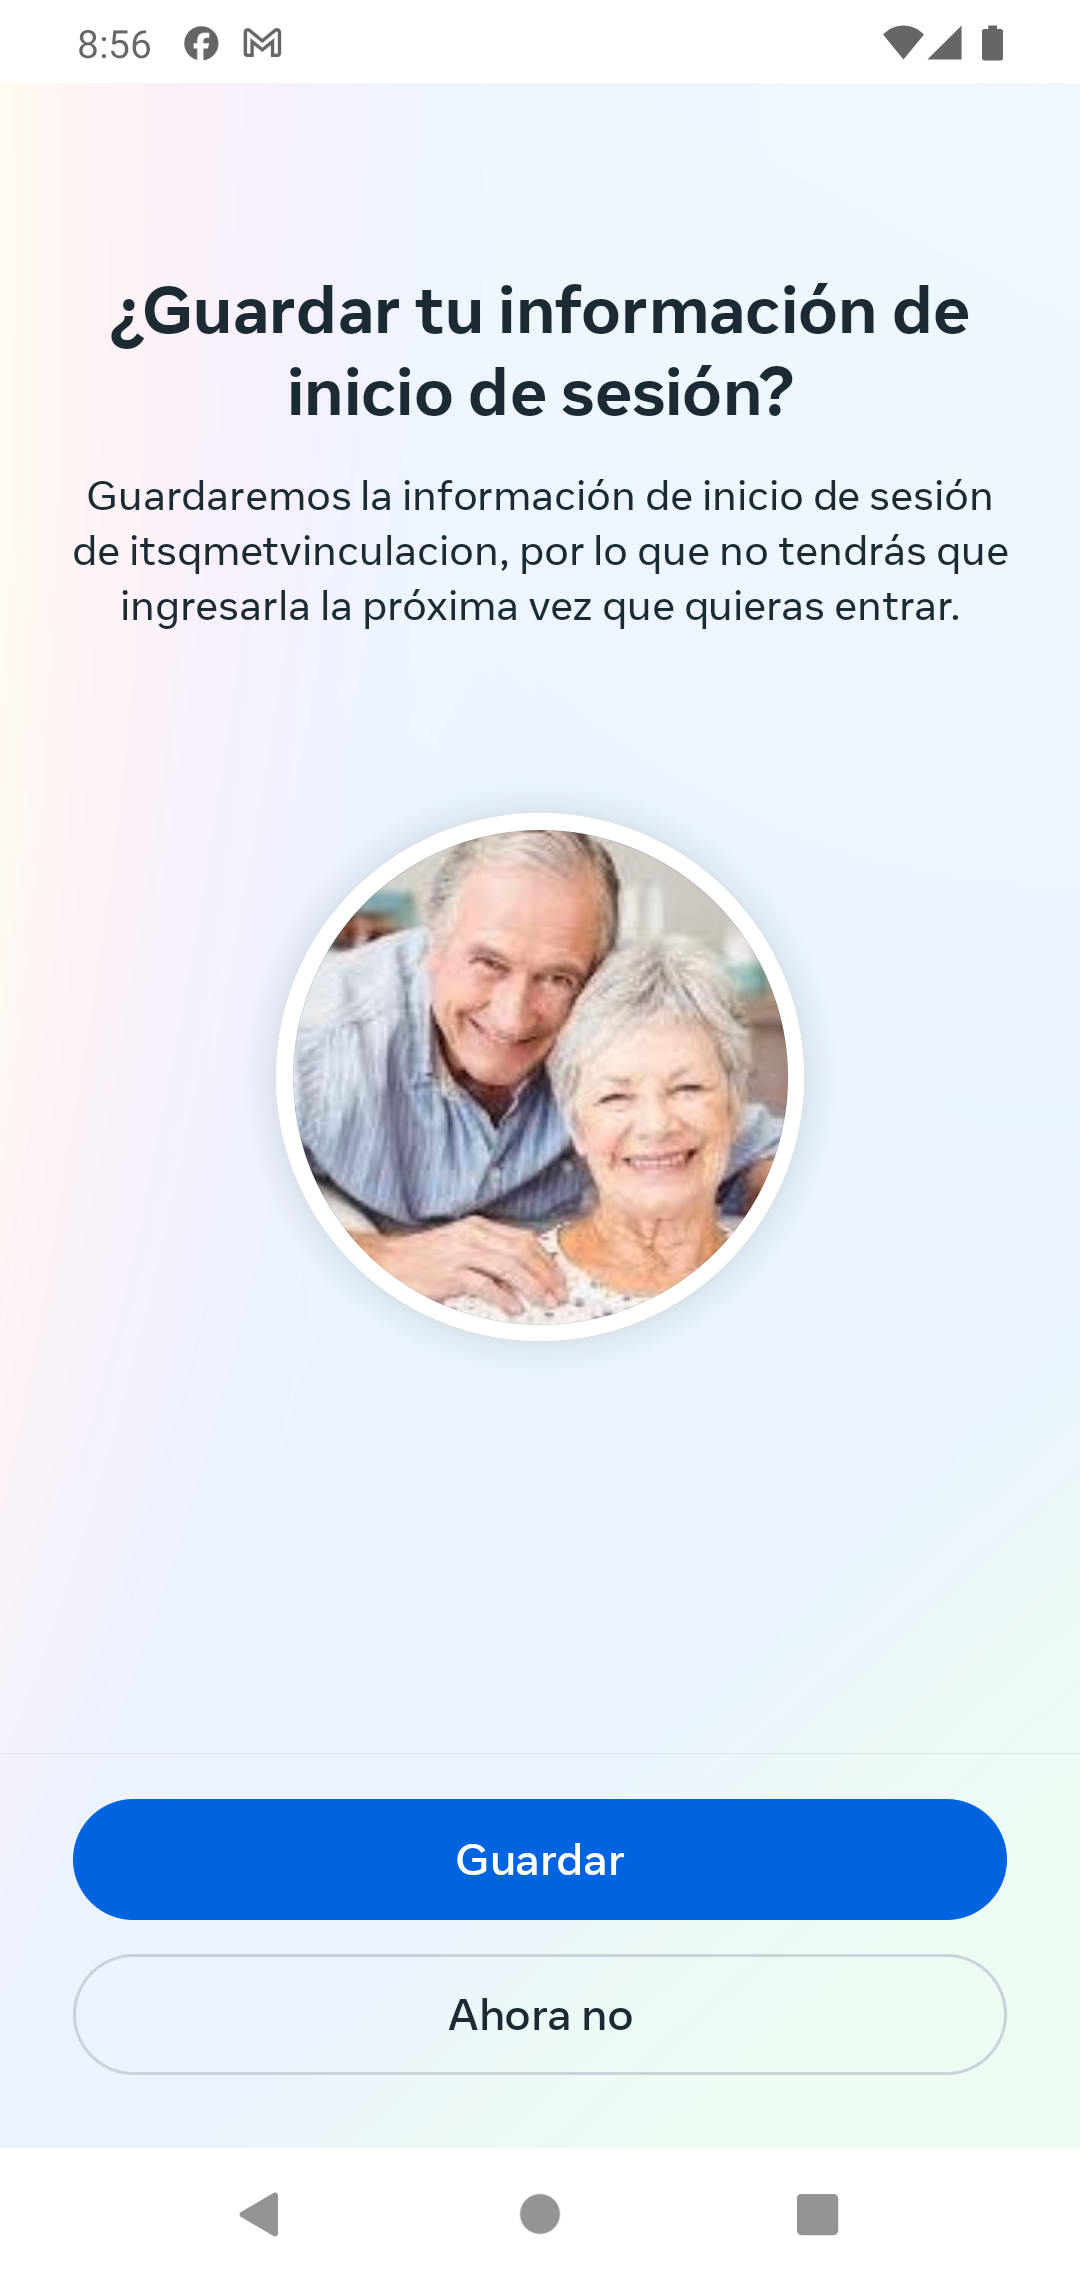 8:56
¿Guardar tu información de
inicio de sesión?
Guardaremos la información de inicio de sesión
de itsqmetvinculacion, por lo que no tendrás que
ingresarla la próxima vez que quieras entrar.
Guardar
Ahora no